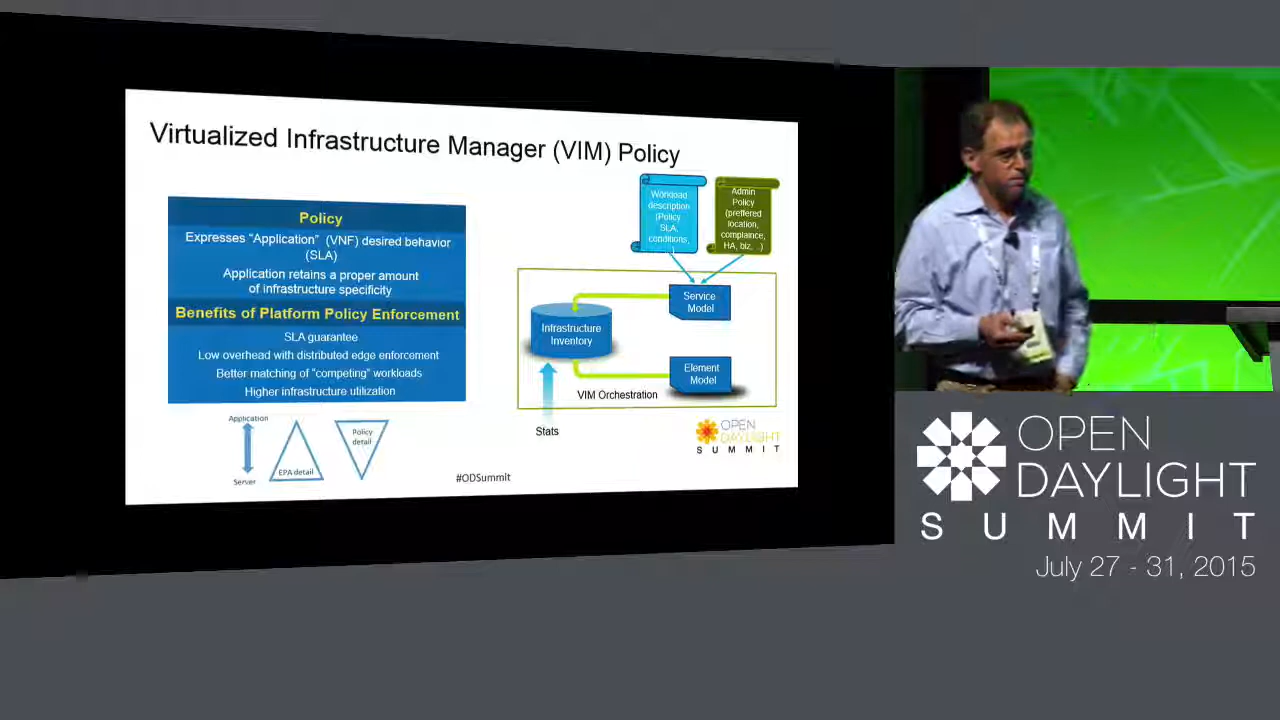 Virtualized Infrastructure Manager (VIM) Policy
Policy
Expresses "Application" (VNF) desired behavior
(SLA)
Application retains a proper amount
of infrastructure specificity
Benefits of Platform Policy Enforcement
SLA guarantee
Low overhead with distributed edge enforcement
Better matching of "competing" workloads
Higher infrastructure utilization
Application
Server
EPA detail
Policy
detail
Workload
description
(Policy
SLA,
conditions,
..)
Admin
Policy
(preffered
location,
complaince,
HA, biz, ..)
Service
Model
Infrastructure
Inventory
Element
Model
VIM Orchestration
Stats
#ODSummit
OPEN
DAYLIGHT
SUMMIT
OPEN
DAYLIGHT
SUMMIT
July 27 - 31, 2015